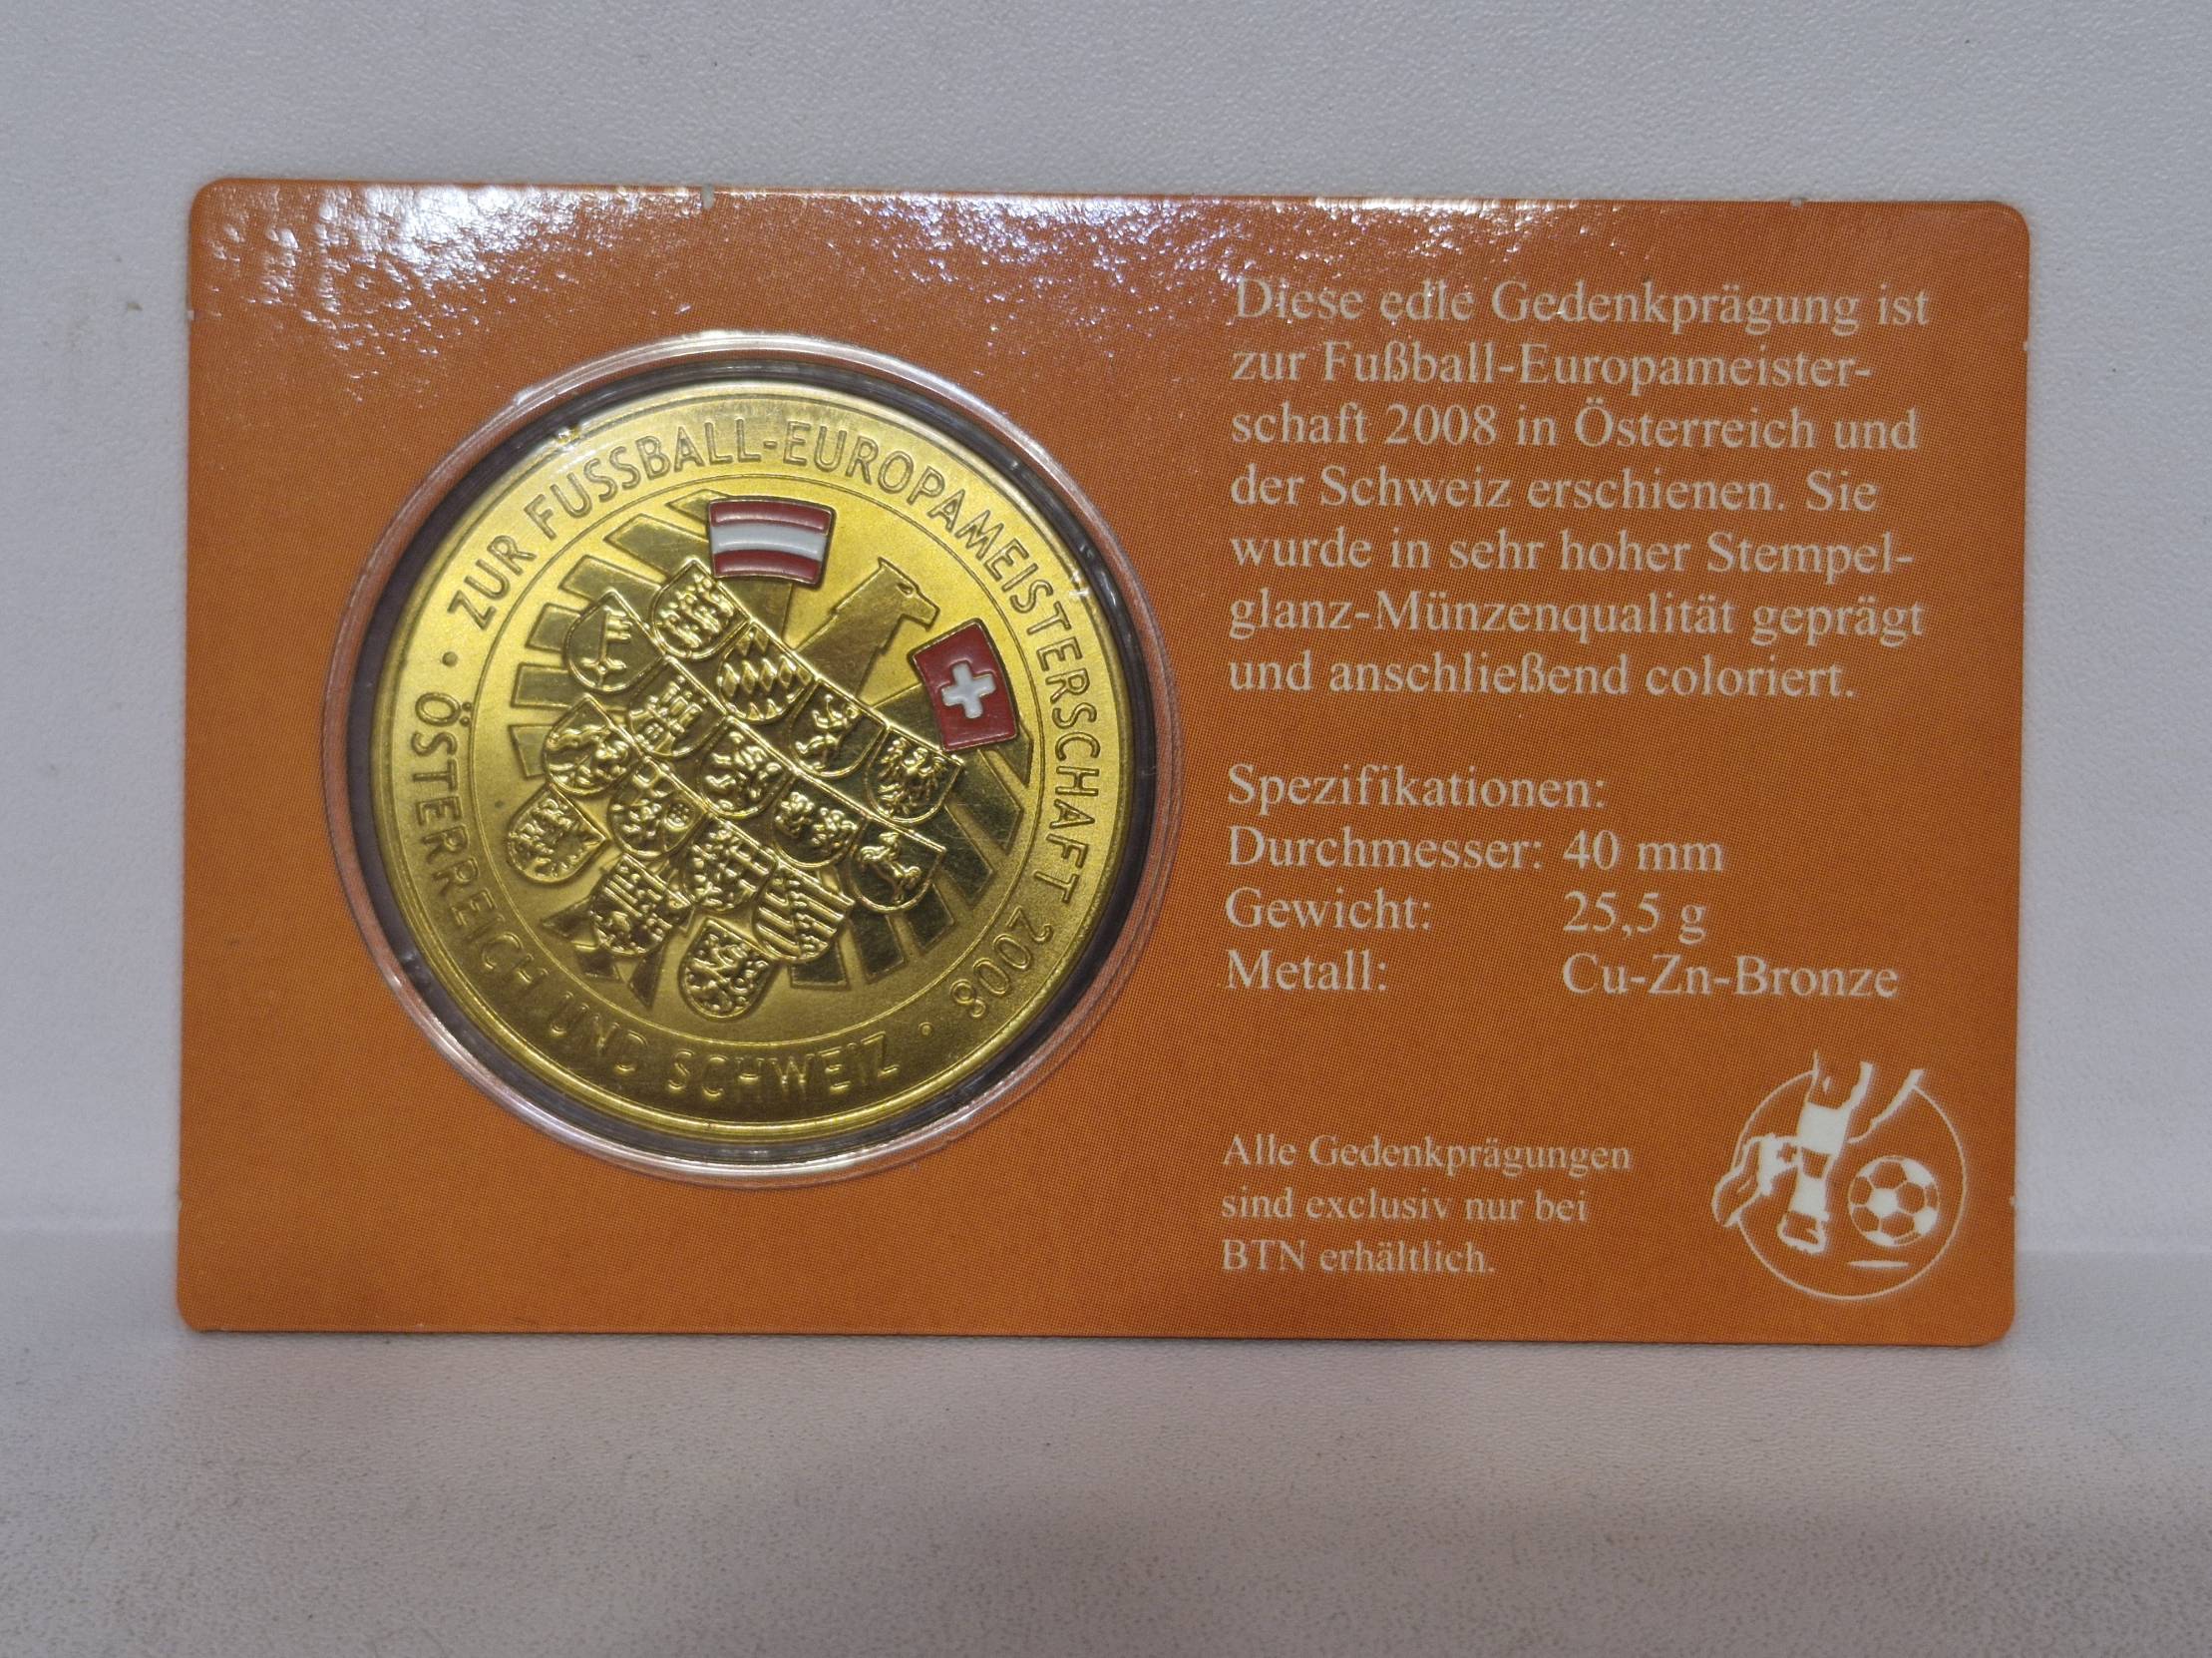 ZUR FUSSBALL-EUROPAMEISTERSCHAFT 2008 ·
ÖSTERREICH UND SCHWEIZ ·
Diese edle Gedenkprägung ist
zur Fußball-Europameister-
schaft 2008 in Österreich und
der Schweiz erschienen. Sie
wurde in sehr hoher Stempel-
glanz-Münzenqualität geprägt
und anschließend coloriert.
Spezifikationen:
Durchmesser: 40 mm
Gewicht: 25,5 g
Metall: Cu-Zn-Bronze
Alle Gedenkprägungen
sind exclusiv nur bei
BTN erhältlich.